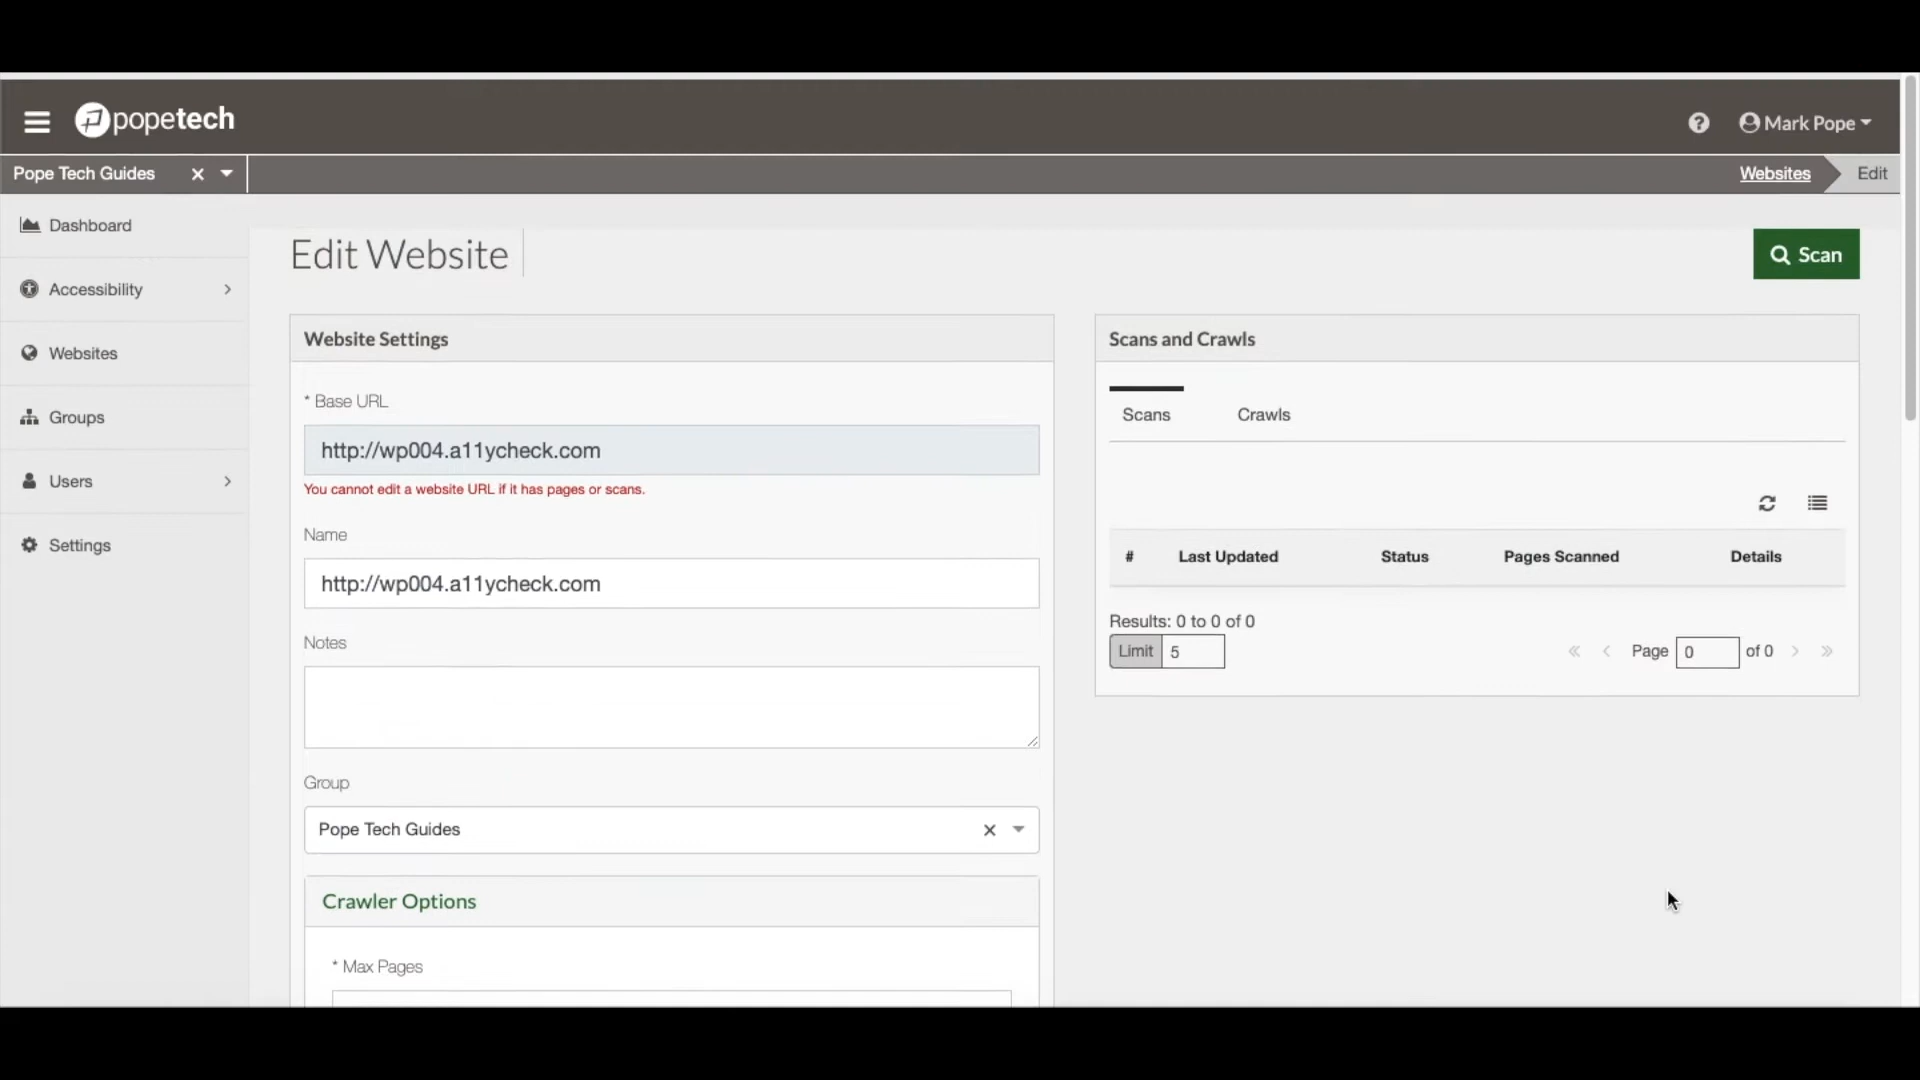 popetech
Mark Pope
Pope Tech Guides
Websites
Edit
Dashboard
Accessibility
Websites
Groups
Users
Settings
Edit Website
Scan
Website Settings
* Base URL
http://wp004.a11ycheck.com
You cannot edit a website URL if it has pages or scans.
Name
http://wp004.a11ycheck.com
Notes
Group
Pope Tech Guides
Crawler Options
* Max Pages
Scans and Crawls
Scans
Crawls
# Last Updated Status Pages Scanned Details
Results: 0 to 0 of 0
Limit 5
« ‹ Page 0 of 0 › »